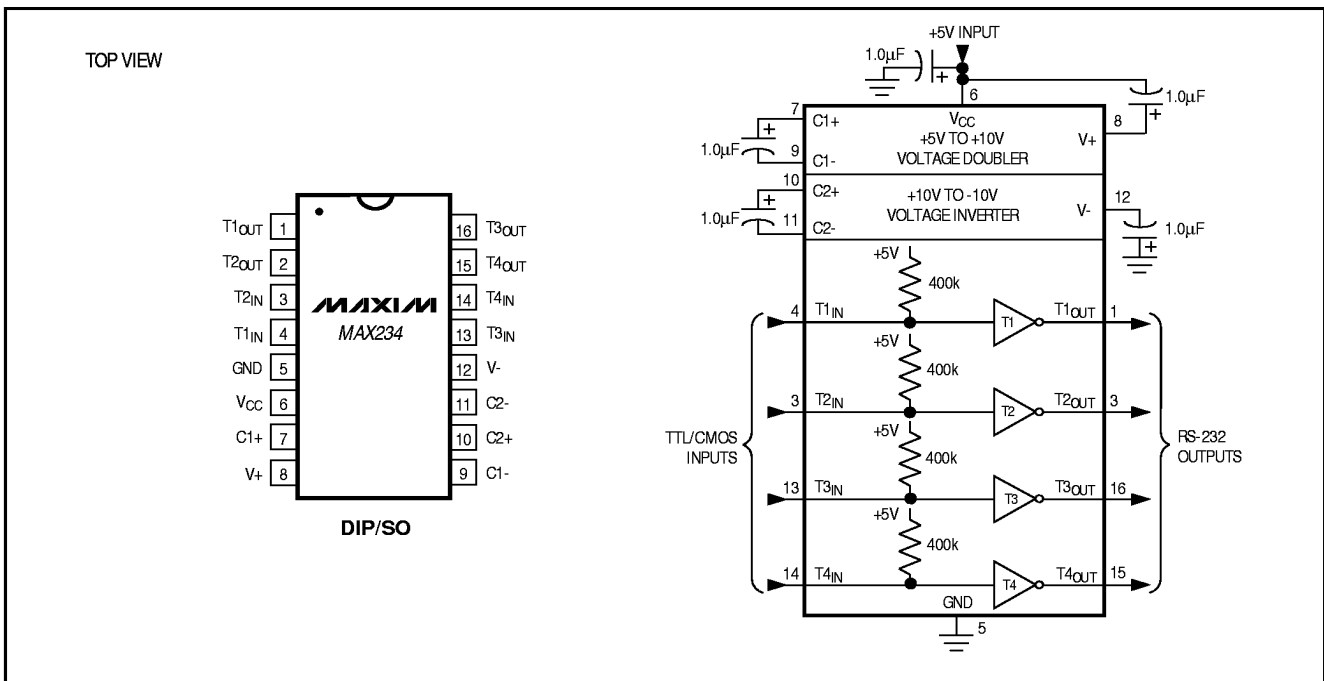 TOP VIEW
T1OUT 1
T2OUT 2
T2IN 3
T1IN 4
GND 5
VCC 6
C1+ 7
V+ 8
MAXIM
MAX234
16 T3OUT
15 T4OUT
14 T4IN
13 T3IN
12 V-
11 C2-
10 C2+
9 C1-
DIP/SO
+5V INPUT
1.0μF
+
6
1.0μF
+
7
C1+
+
1.0μF
9
C1-
VCC
+5V TO +10V
VOLTAGE DOUBLER
V+
8
10
C2+
+
1.0μF
11
C2-
+10V TO -10V
VOLTAGE INVERTER
V-
12
1.0μF
+
+5V
400k
4 T1IN T1 T1OUT 1
+5V
400k
3 T2IN T2 T2OUT 3
+5V
400k
13 T3IN T3 T3OUT 16
+5V
400k
14 T4IN T4 T4OUT 15
TTL/CMOS
INPUTS
RS-232
OUTPUTS
GND
5